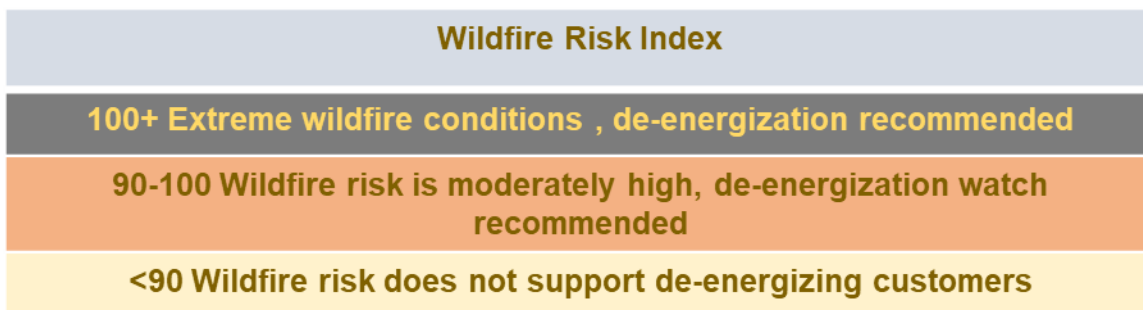 Wildfire Risk Index
100+ Extreme wildfire conditions , de-energization recommended
90-100 Wildfire risk is moderately high, de-energization watch
recommended
<90 Wildfire risk does not support de-energizing customers